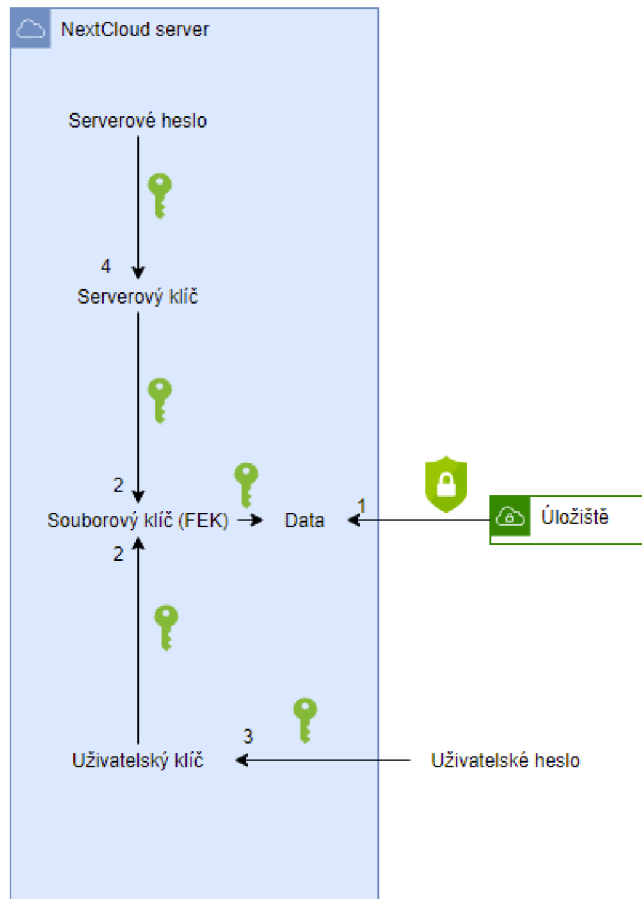 NextCloud server
Serverové heslo
4
Serverový klíč
2
Souborový klíč (FEK)
Data
1
Úložiště
2
3
Uživatelský klíč
Uživatelské heslo